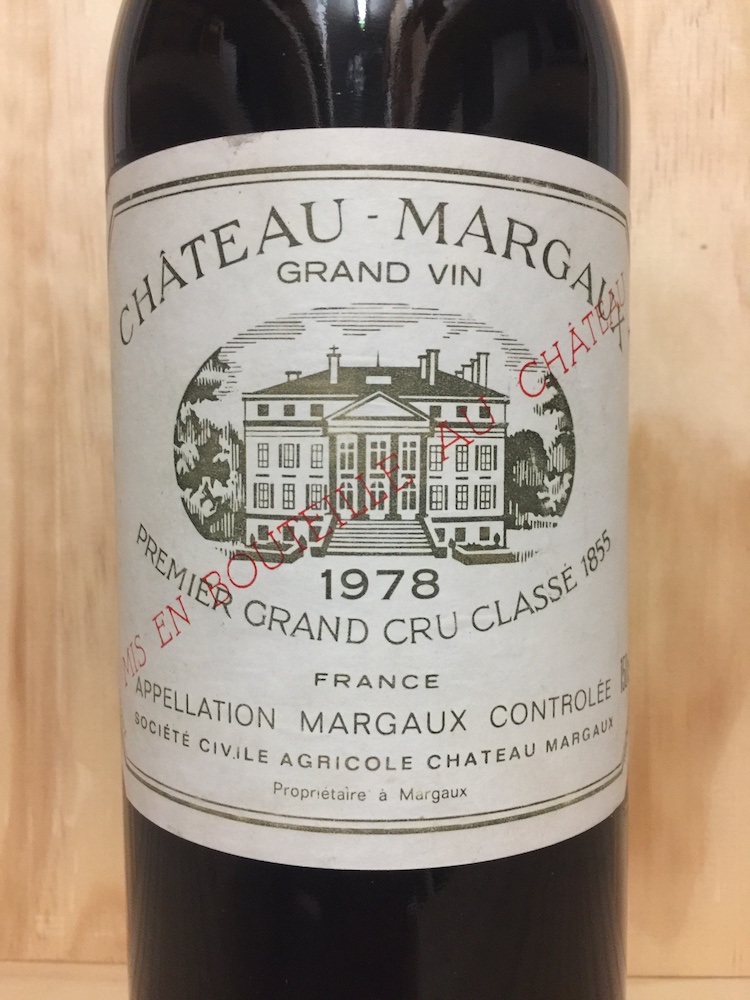 CHÂTEAU - MARGAUX
GRAND VIN
MIS EN BOUTEILLE AU CHÂTEAU
1978
PREMIER GRAND CRU CLASSÉ 1855
FRANCE
APPELLATION MARGAUX CONTROLÉE
SOCIÉTÉ CIVILE AGRICOLE CHATEAU MARGAUX
Propriétaire à Margaux